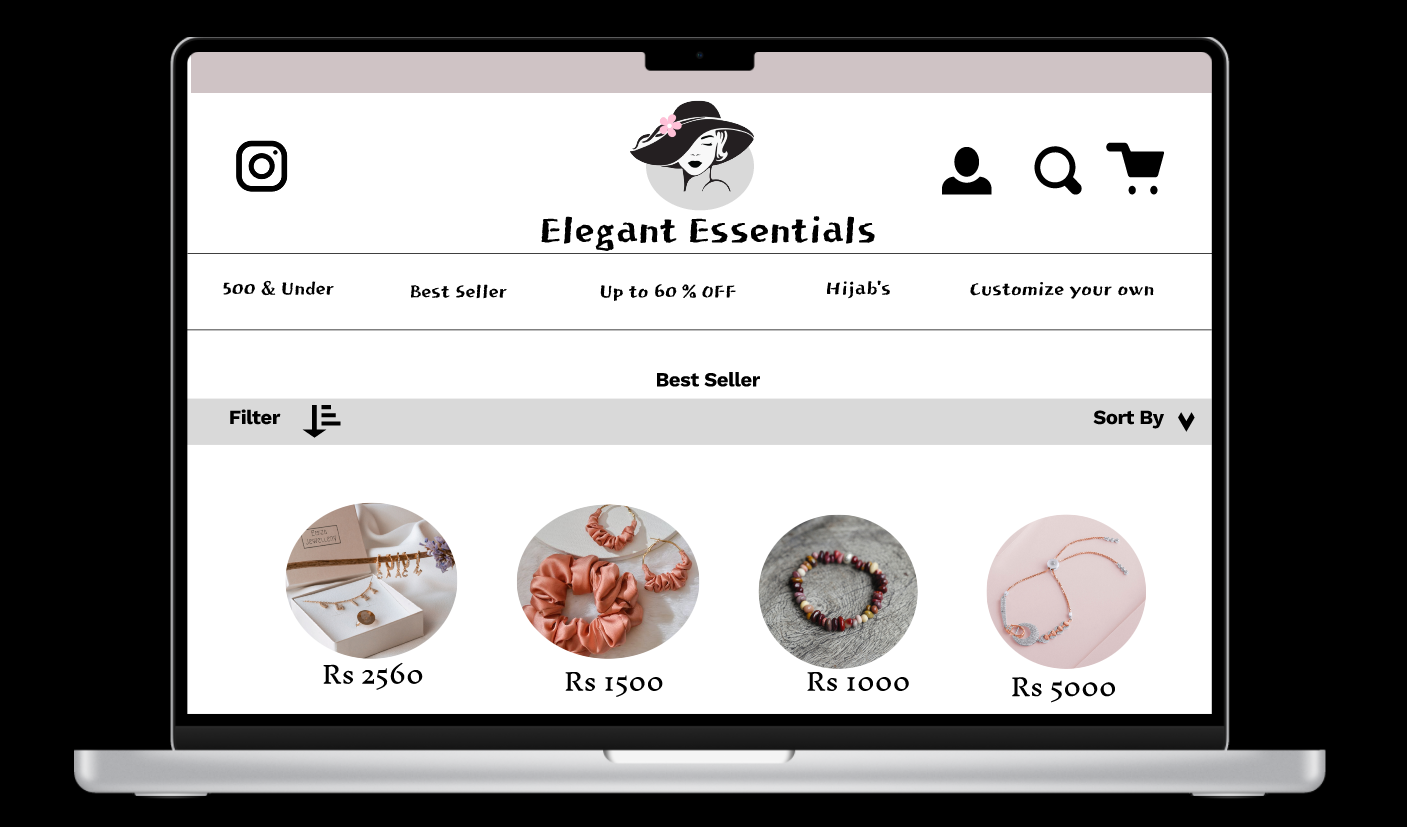 Elegant Essentials
500 & Under
Best Seller
Up to 60 % OFF
Hijab's
Customize your own
Best Seller
Filter
Sort By
JEWELLERY
Rs 2560
Rs 1500
Rs 1000
Rs 5000